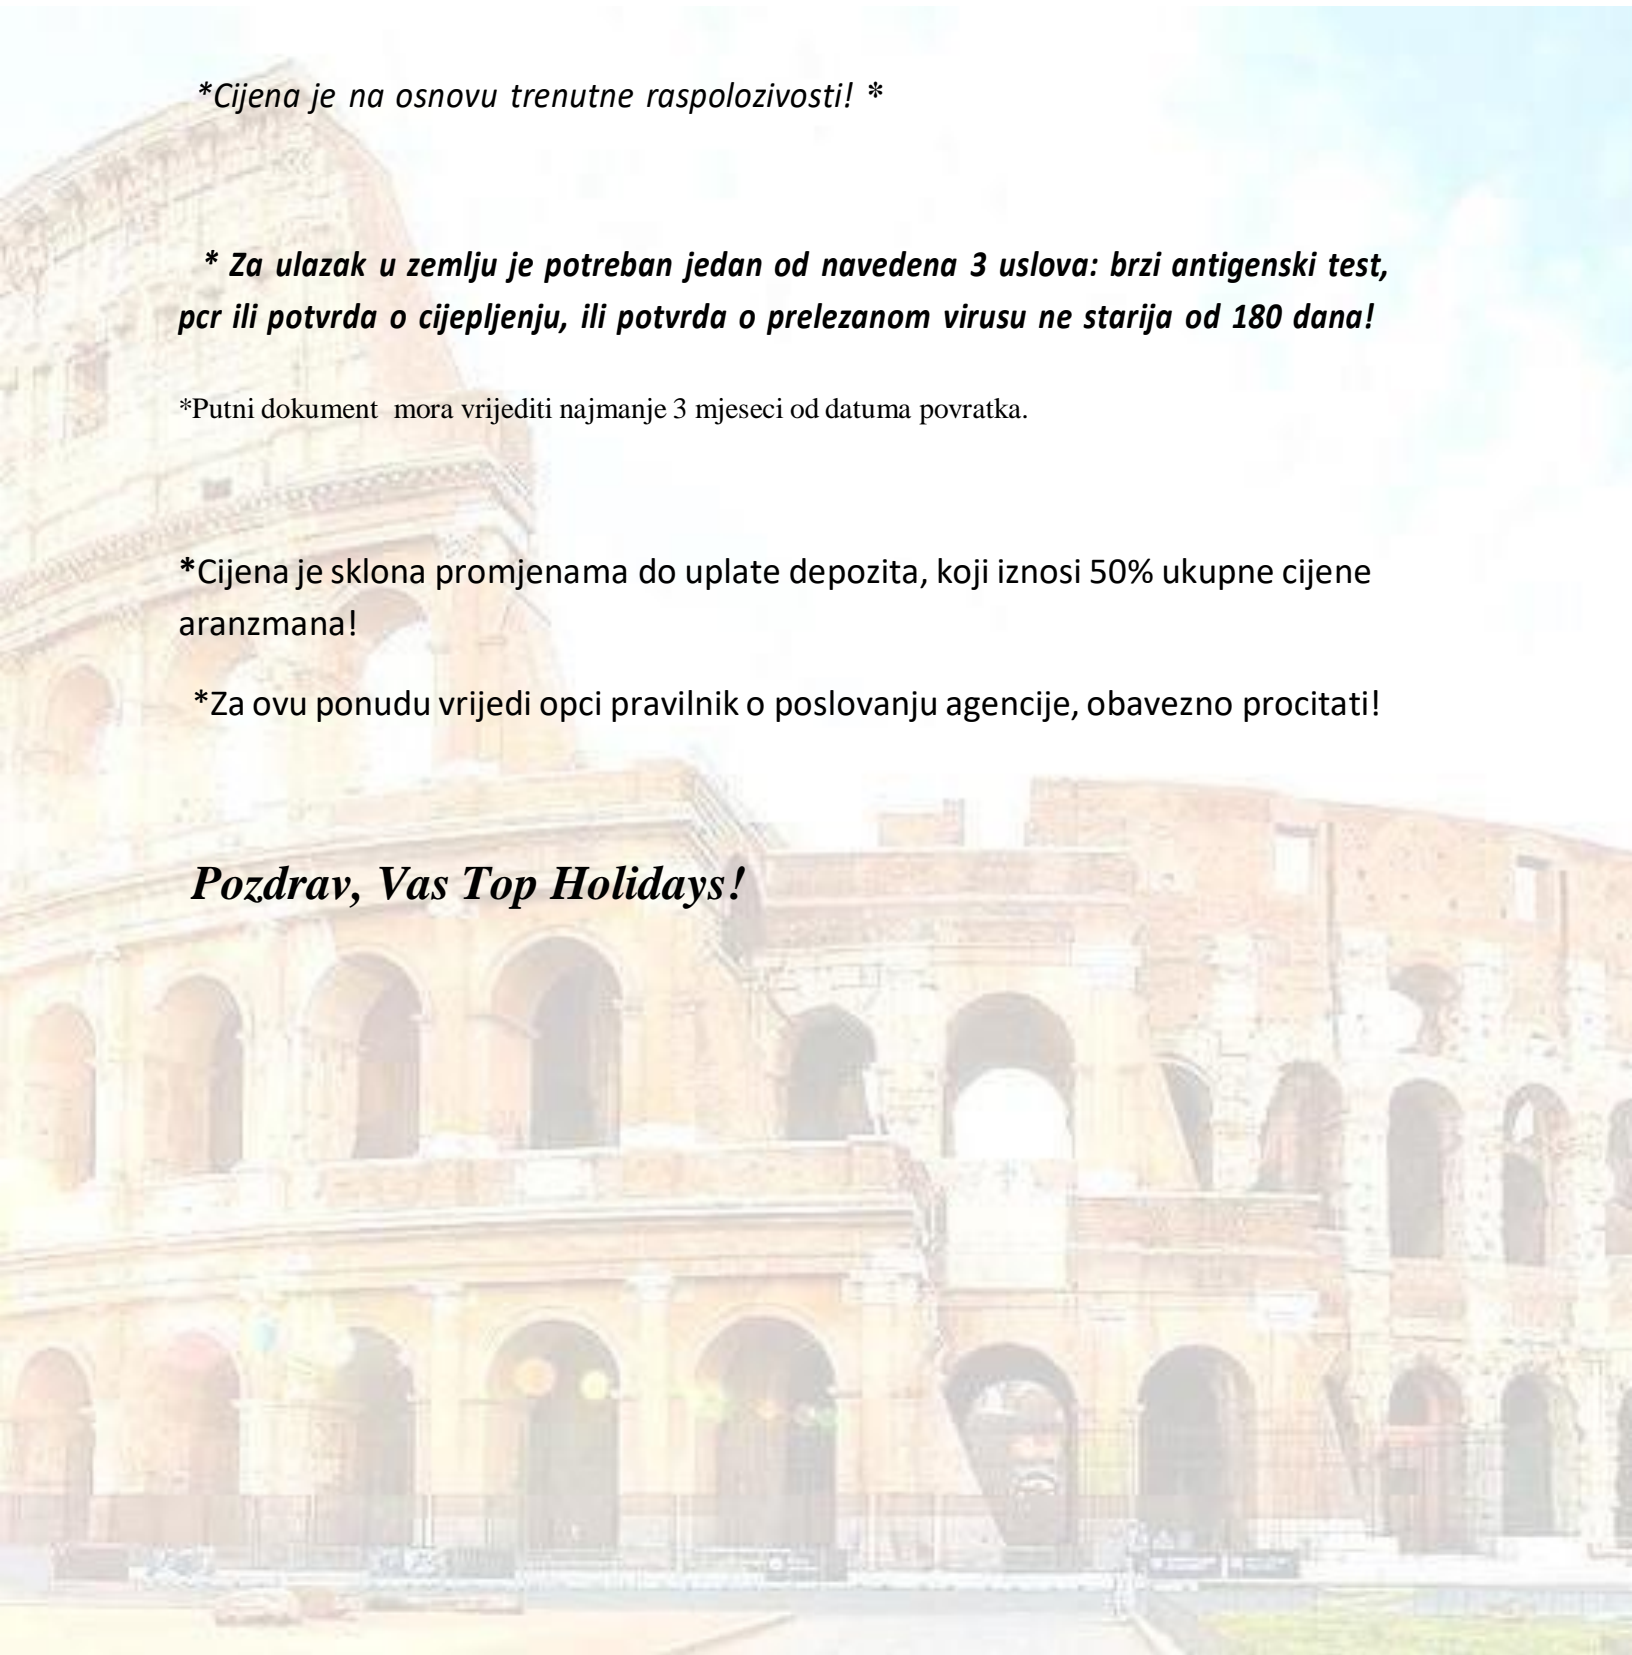 *Cijena je na osnovu trenutne raspolozivosti! *
* Za ulazak u zemlju je potreban jedan od navedena 3 uslova: brzi antigenski test,
pcr ili potvrda o cijepljenju, ili potvrda o prelezanom virusu ne starija od 180 dana!
*Putni dokument mora vrijediti najmanje 3 mjeseci od datuma povratka.
*Cijena je sklona promjenama do uplate depozita, koji iznosi 50% ukupne cijene
aranzmana!
*Za ovu ponudu vrijedi opci pravilnik o poslovanju agencije, obavezno procitati!
Pozdrav, Vas Top Holidays!